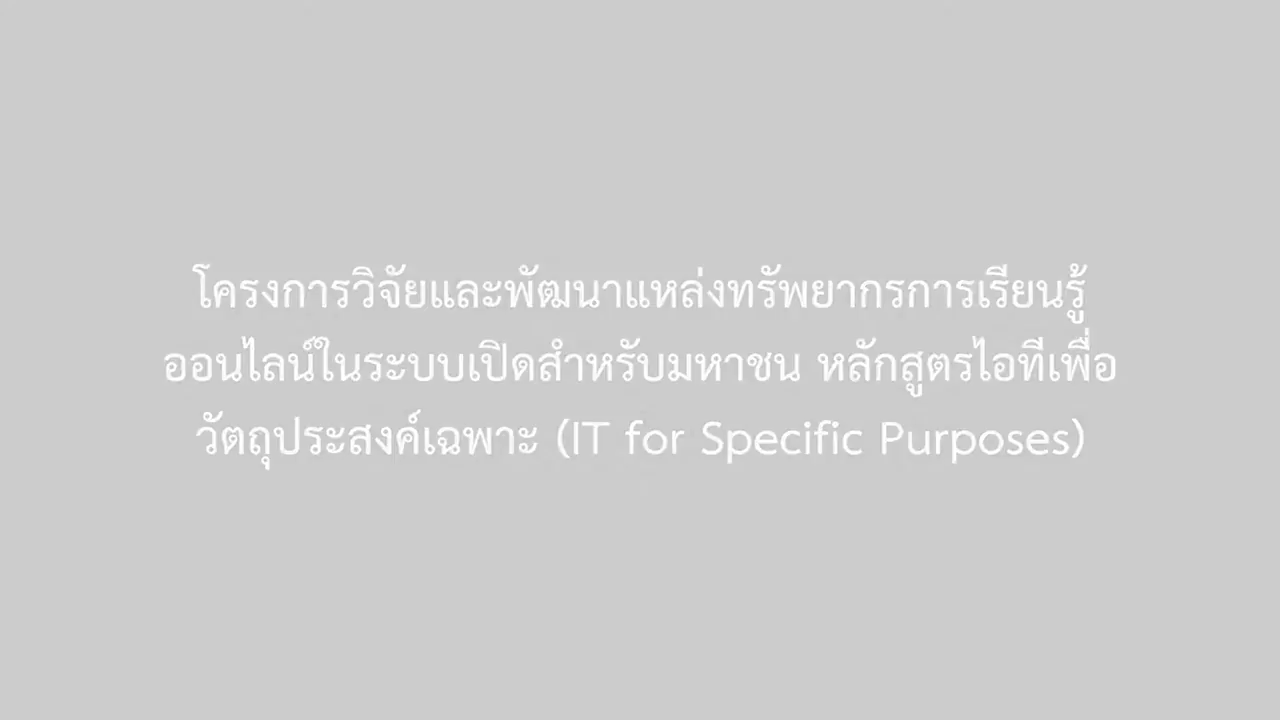 โครงการวิจัยและพัฒนาแหล่งทรัพยากรการเรียนรู้
ออนไลน์ในระบบเปิดสำหรับมหาชน หลักสูตรไอทีเพื่อ
วัตถุประสงค์เฉพาะ (IT for Specific Purposes)